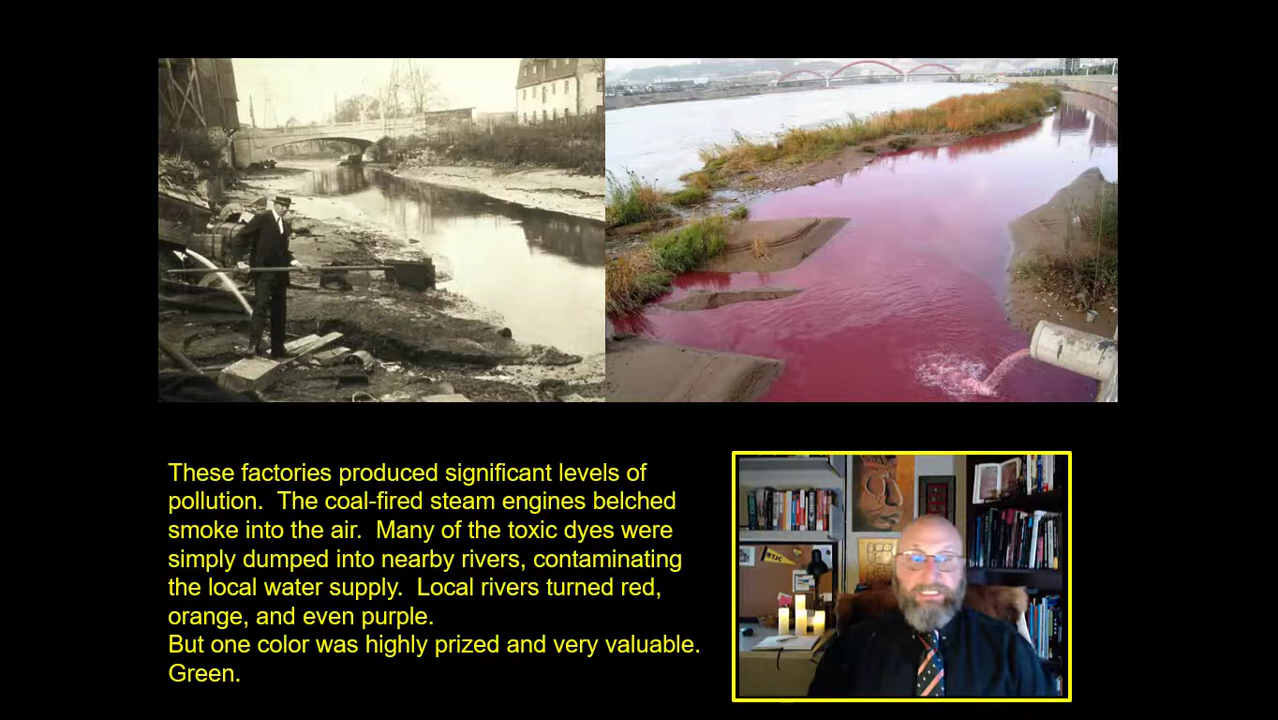 These factories produced significant levels of
pollution.  The coal-fired steam engines belched
smoke into the air.  Many of the toxic dyes were
simply dumped into nearby rivers, contaminating
the local water supply.  Local rivers turned red,
orange, and even purple.
But one color was highly prized and very valuable.
Green.